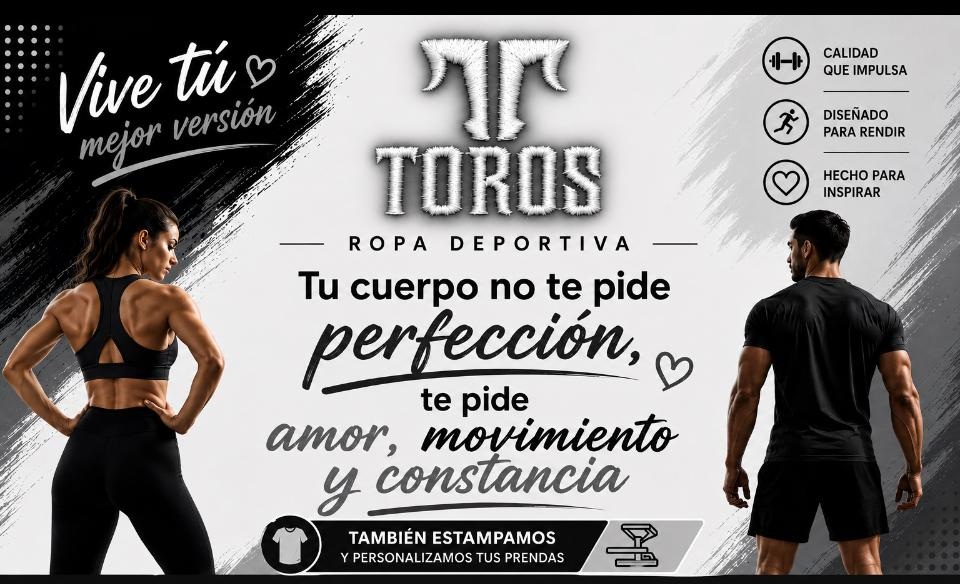 Vive tú
mejor versión
TOROS
ROPA DEPORTIVA
Tu cuerpo no te pide
perfección,
te pide
amor, movimiento
y constancia
CALIDAD
QUE IMPULSA
DISEÑADO
PARA RENDIR
HECHO PARA
INSPIRAR
TAMBIÉN ESTAMPAMOS
Y PERSONALIZAMOS TUS PRENDAS